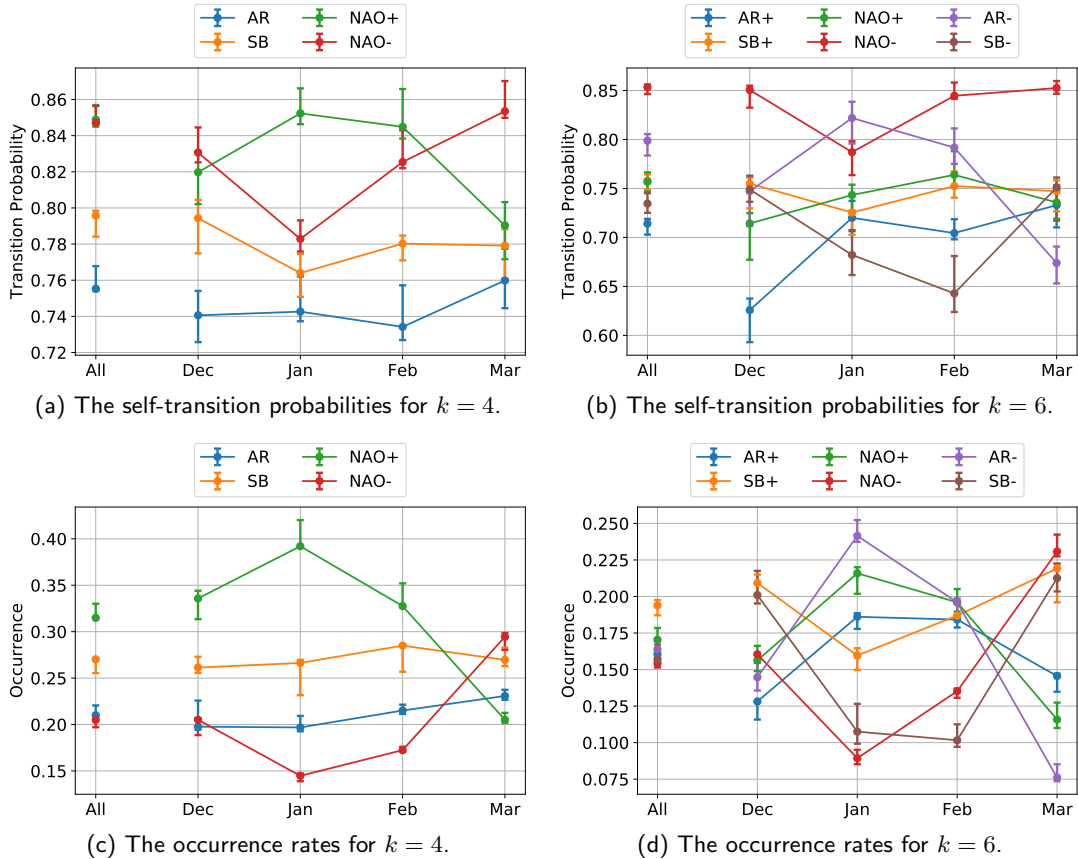 AR NAO+
SB NAO-
AR+ NAO+ AR-
SB+ NAO- SB-
0.86
0.84
0.82
0.80
0.78
0.76
0.74
0.72
Transition Probability
All Dec Jan Feb Mar
0.85
0.80
0.75
0.70
0.65
0.60
Transition Probability
All Dec Jan Feb Mar
(a) The self-transition probabilities for k = 4.
(b) The self-transition probabilities for k = 6.
AR NAO+
SB NAO-
AR+ NAO+ AR-
SB+ NAO- SB-
0.40
0.35
0.30
0.25
0.20
0.15
Occurrence
All Dec Jan Feb Mar
0.250
0.225
0.200
0.175
0.150
0.125
0.100
0.075
Occurrence
All Dec Jan Feb Mar
(c) The occurrence rates for k = 4.
(d) The occurrence rates for k = 6.